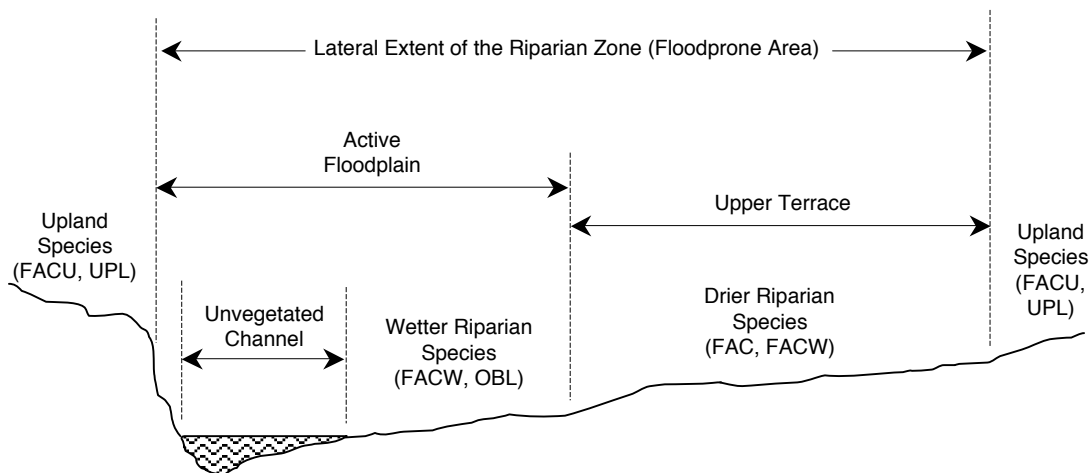 Lateral Extent of the Riparian Zone (Floodprone Area)
Active
Floodplain
Upper Terrace
Upland
Species
(FACU, UPL)
Upland
Species
(FACU,
UPL)
Unvegetated
Channel
Wetter Riparian
Species
(FACW, OBL)
Drier Riparian
Species
(FAC, FACW)